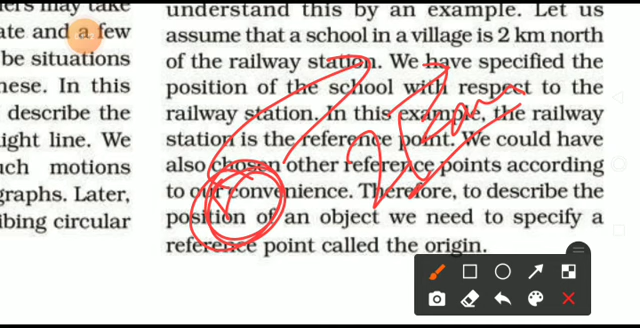 ers may take
ate and a few
be situations
nese. In this
describe the
ight line. We
uch motions
graphs. Later,
ibing circular
understand this by an example. Let us
assume that a school in a village is 2 km north
of the railway station. We have specified the
position of the school with respect to the
railway station. In this example, the railway
station is the reference point. We could have
also chosen other reference points according
to our convenience. Therefore, to describe the
position of an object we need to specify a
reference point called the origin.